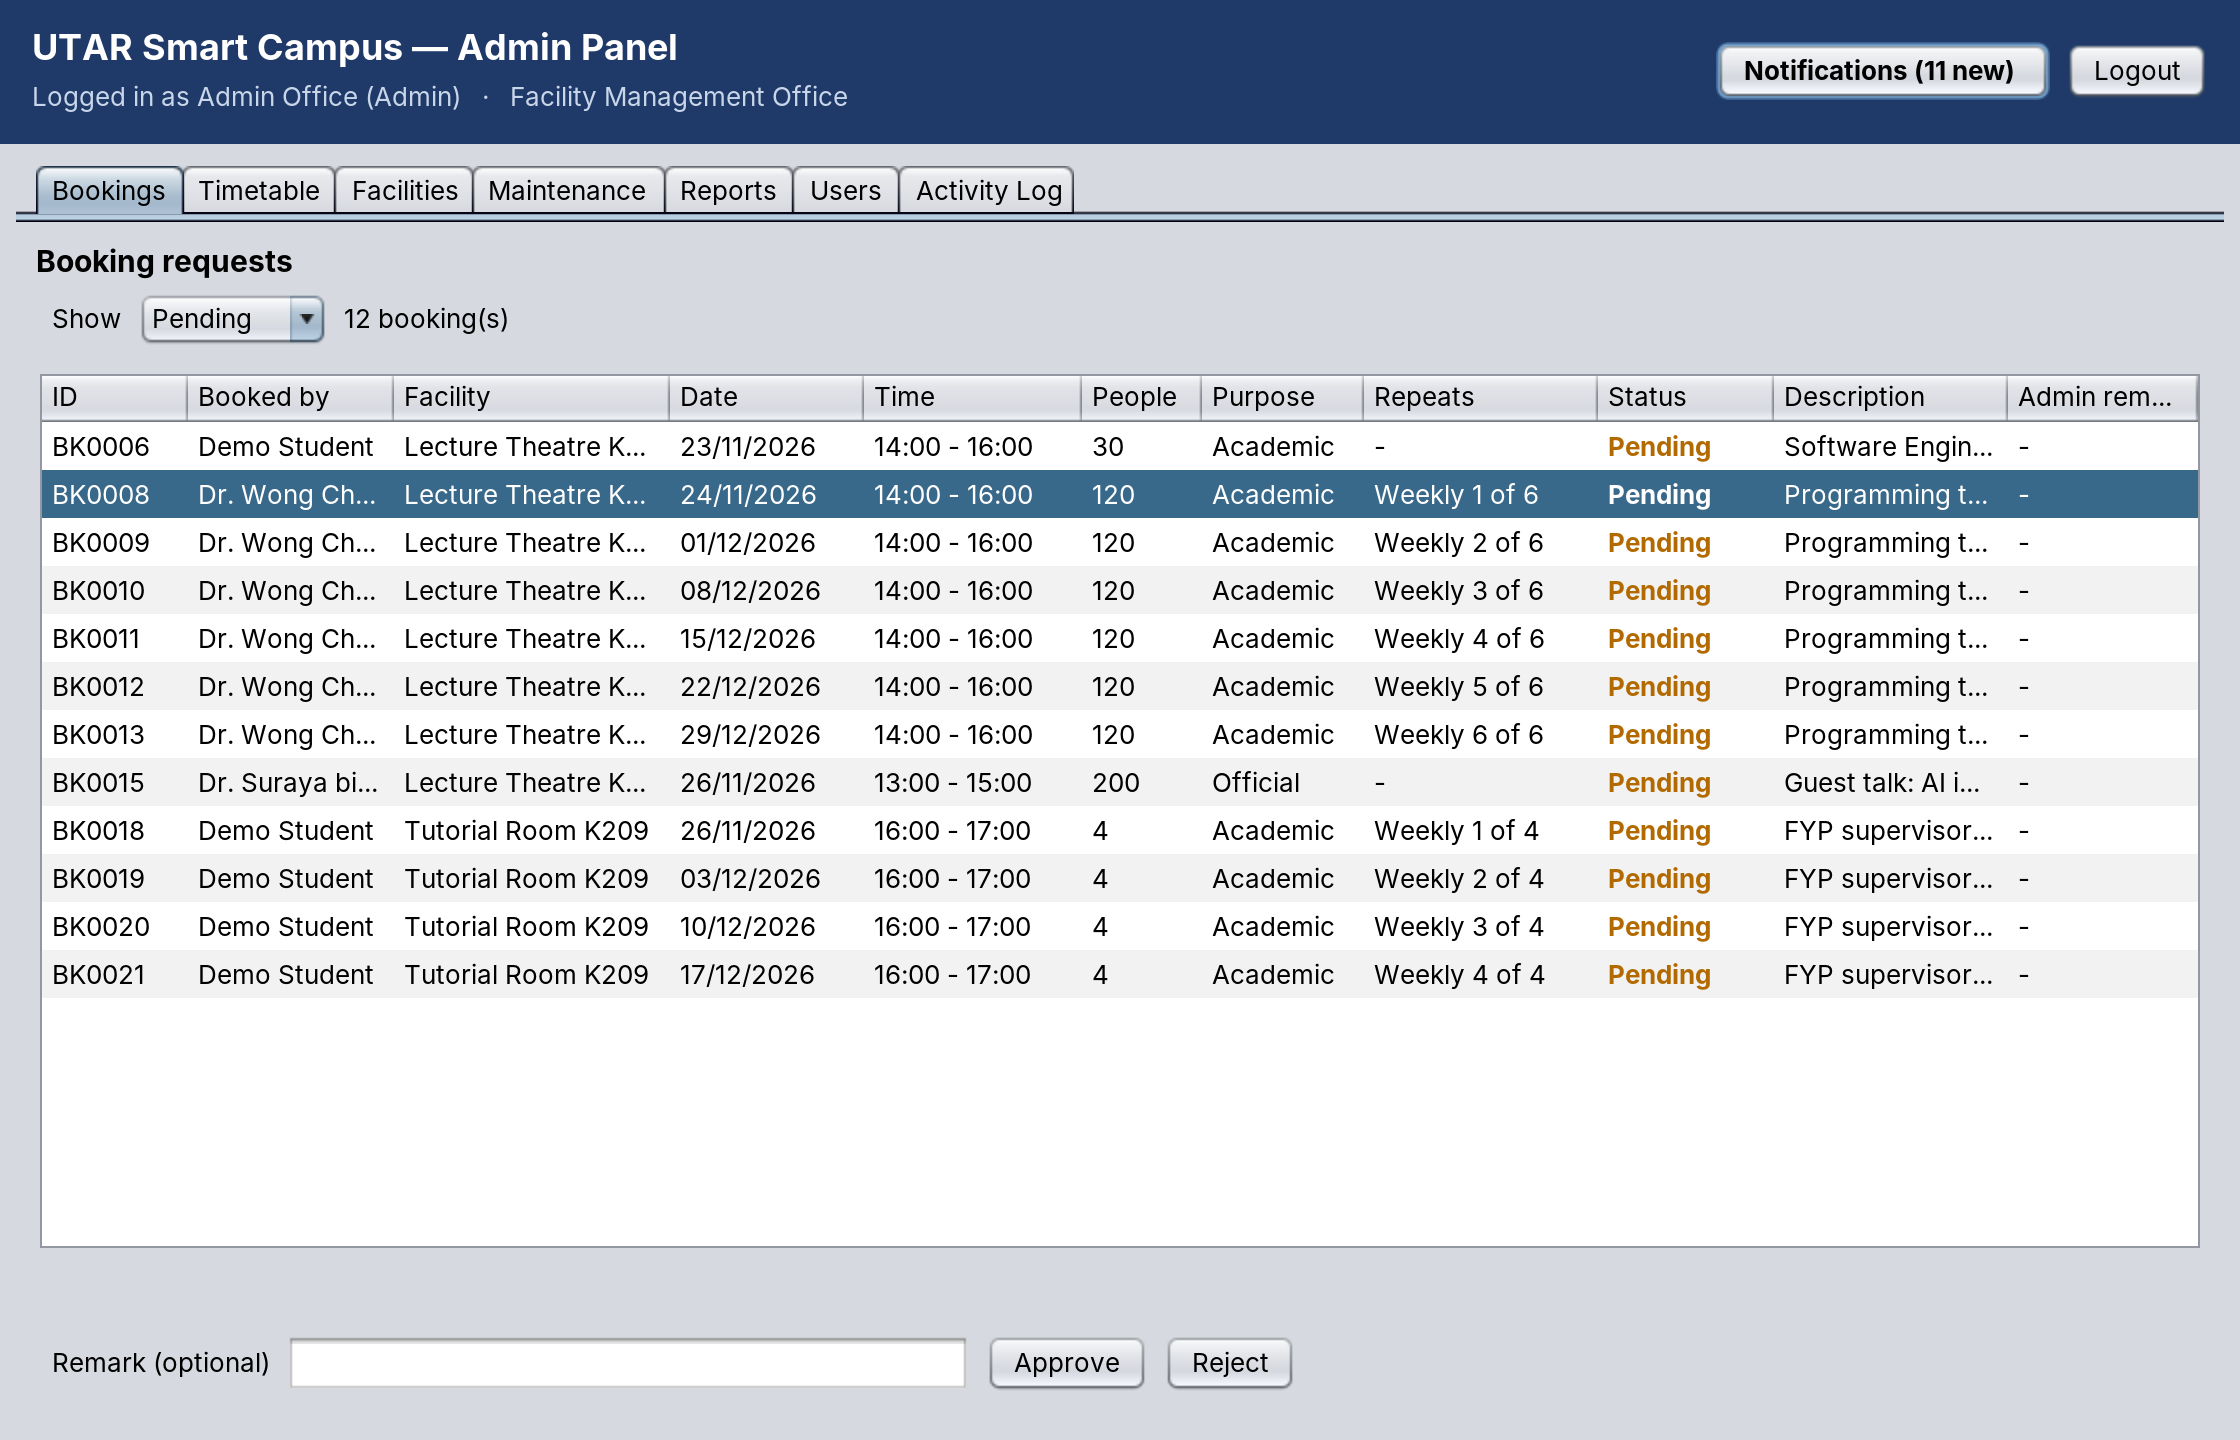 UTAR Smart Campus — Admin Panel
Logged in as Admin Office (Admin) · Facility Management Office
Notifications (11 new) Logout
Bookings Timetable Facilities Maintenance Reports Users Activity Log
Booking requests
Show Pending 12 booking(s)
ID Booked by Facility Date Time People Purpose Repeats Status Description Admin rem...
BK0006 Demo Student Lecture Theatre K... 23/11/2026 14:00 - 16:00 30 Academic - Pending Software Engin... -
BK0008 Dr. Wong Ch... Lecture Theatre K... 24/11/2026 14:00 - 16:00 120 Academic Weekly 1 of 6 Pending Programming t... -
BK0009 Dr. Wong Ch... Lecture Theatre K... 01/12/2026 14:00 - 16:00 120 Academic Weekly 2 of 6 Pending Programming t... -
BK0010 Dr. Wong Ch... Lecture Theatre K... 08/12/2026 14:00 - 16:00 120 Academic Weekly 3 of 6 Pending Programming t... -
BK0011 Dr. Wong Ch... Lecture Theatre K... 15/12/2026 14:00 - 16:00 120 Academic Weekly 4 of 6 Pending Programming t... -
BK0012 Dr. Wong Ch... Lecture Theatre K... 22/12/2026 14:00 - 16:00 120 Academic Weekly 5 of 6 Pending Programming t... -
BK0013 Dr. Wong Ch... Lecture Theatre K... 29/12/2026 14:00 - 16:00 120 Academic Weekly 6 of 6 Pending Programming t... -
BK0015 Dr. Suraya bi... Lecture Theatre K... 26/11/2026 13:00 - 15:00 200 Official - Pending Guest talk: AI i... -
BK0018 Demo Student Tutorial Room K209 26/11/2026 16:00 - 17:00 4 Academic Weekly 1 of 4 Pending FYP supervisor... -
BK0019 Demo Student Tutorial Room K209 03/12/2026 16:00 - 17:00 4 Academic Weekly 2 of 4 Pending FYP supervisor... -
BK0020 Demo Student Tutorial Room K209 10/12/2026 16:00 - 17:00 4 Academic Weekly 3 of 4 Pending FYP supervisor... -
BK0021 Demo Student Tutorial Room K209 17/12/2026 16:00 - 17:00 4 Academic Weekly 4 of 4 Pending FYP supervisor... -
Remark (optional) Approve Reject